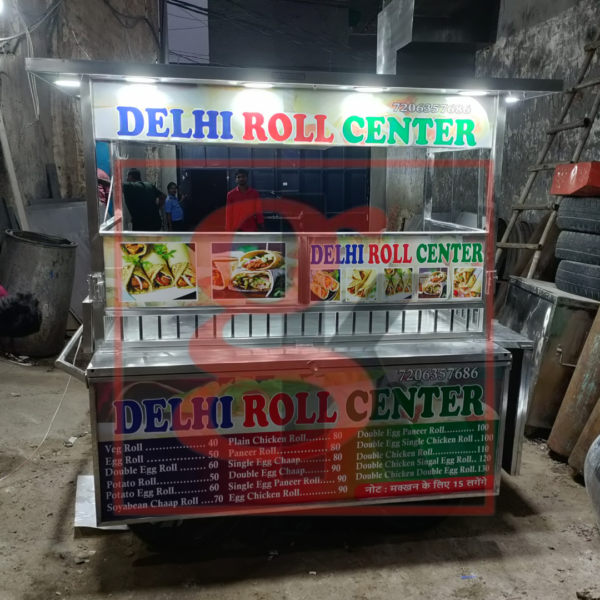 7206357686
DELHI ROLL CENTER
DELHI ROLL CENTER
7206357686
DELHI ROLL CENTER
Veg Roll 40
Egg Roll 50
Double Egg Roll 60
Potato Roll 50
Potato Egg Roll 60
Soyabean Chaap Roll 70
Plain Chicken Roll 80
Paneer Roll 80
Single Egg Chaap 80
Double Egg Chaap 90
Single Egg Paneer Roll 90
Egg Chicken Roll 90
Double Egg Paneer Roll 100
Double Egg Single Chicken Roll 100
Double Chicken Roll 110
Double Chicken Singal Egg Roll 120
Double Chicken Double Egg Roll 130
नोट : मक्खन के लिए 15 लगेंगे